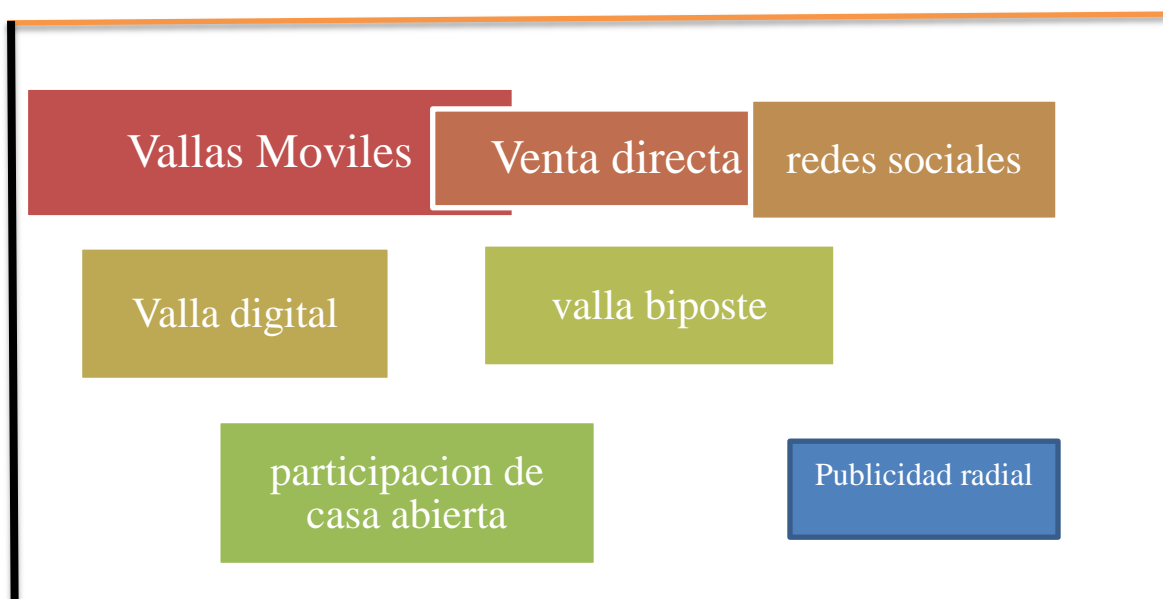 Vallas Moviles
Venta directa
redes sociales
Valla digital
valla biposte
participacion de
casa abierta
Publicidad radial